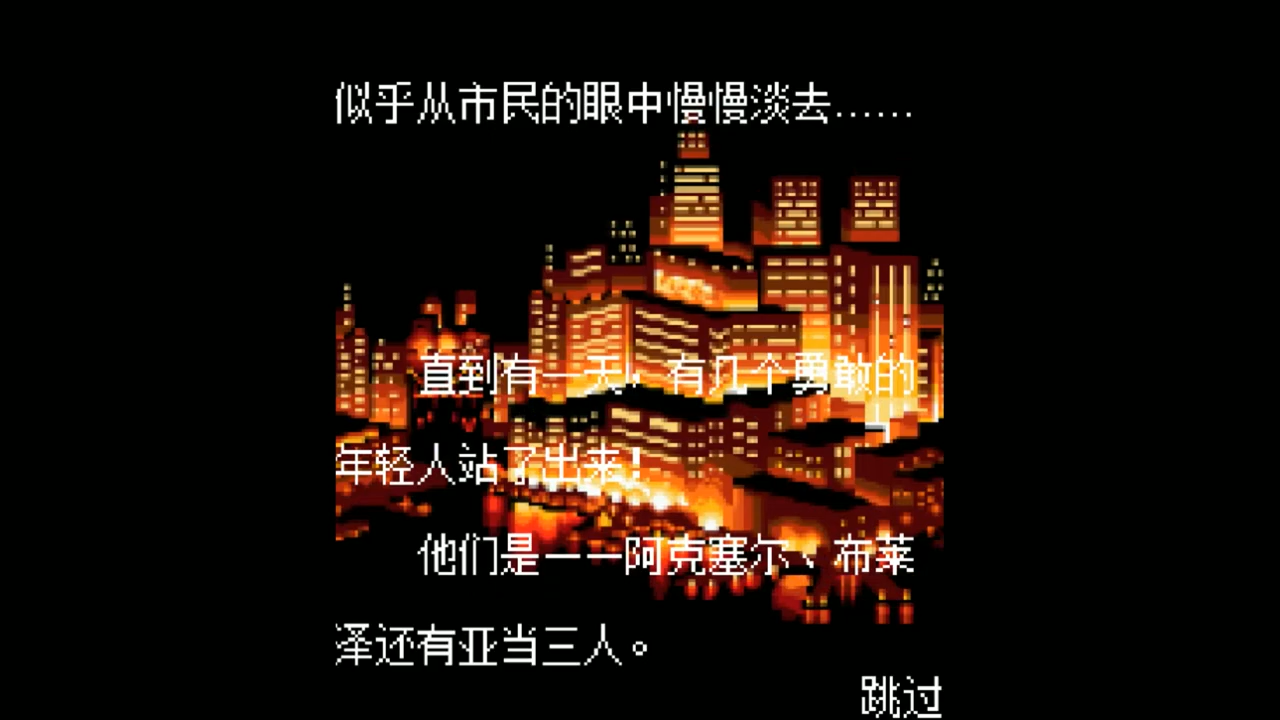 似乎从市民的眼中慢慢淡去……
直到有一天，有几个勇敢的
年轻人站了出来！
他们是——阿克塞尔、布莱
泽还有亚当三人。
跳过